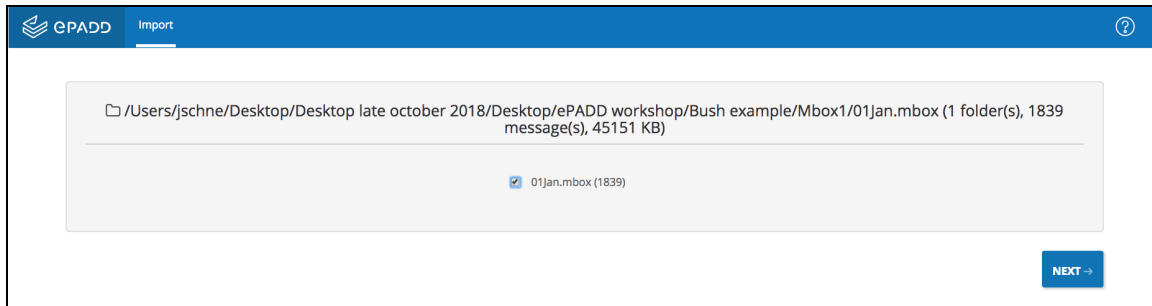 ePADD Import
/Users/jschne/Desktop/Desktop late october 2018/Desktop/ePADD workshop/Bush example/Mbox1/01Jan.mbox (1 folder(s), 1839
message(s), 45151 KB)
01Jan.mbox (1839)
NEXT →